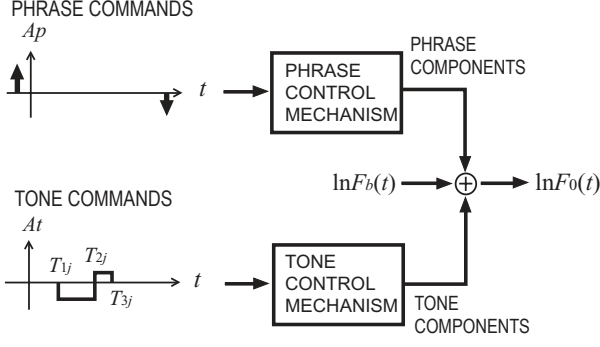 PHRASE COMMANDS
Ap
t
PHRASE
CONTROL
MECHANISM
PHRASE
COMPONENTS
lnFb(t)
+
lnF0(t)
TONE COMMANDS
At
T1j
T2j
T3j
t
TONE
CONTROL
MECHANISM
TONE
COMPONENTS